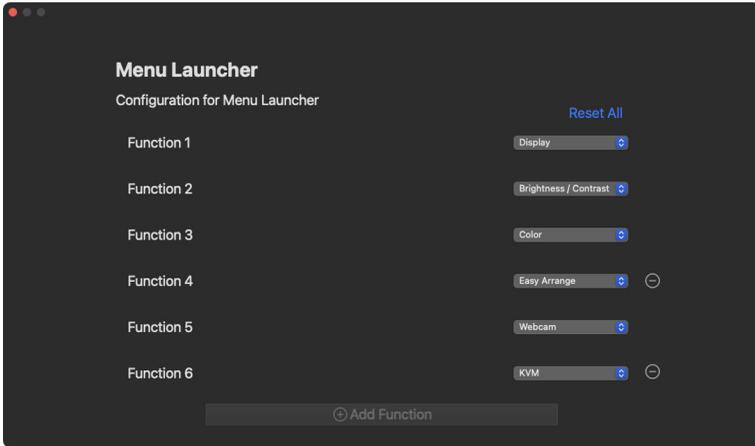 Menu Launcher
Configuration for Menu Launcher
Reset All
Function 1 Display
Function 2 Brightness / Contrast
Function 3 Color
Function 4 Easy Arrange
Function 5 Webcam
Function 6 KVM
Add Function